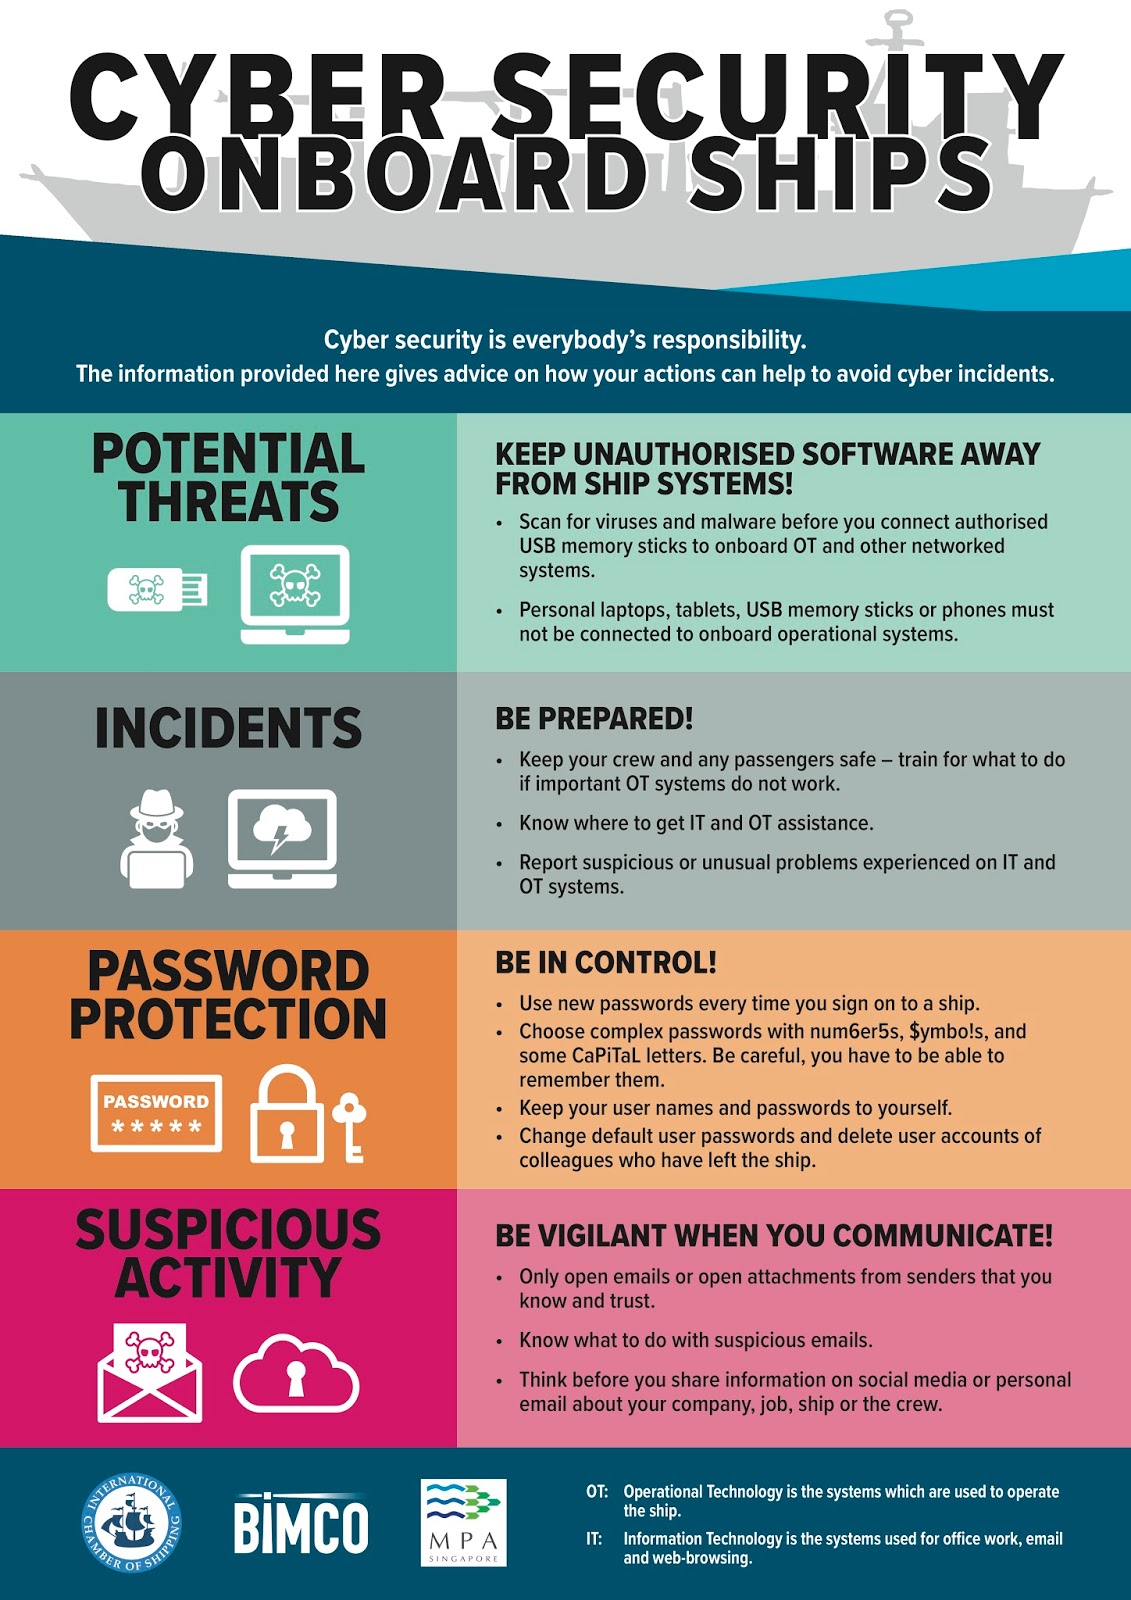 CYBER SECURITY
ONBOARD SHIPS
Cyber security is everybody's responsibility.
The information provided here gives advice on how your actions can help to avoid cyber incidents.
POTENTIAL
THREATS
KEEP UNAUTHORISED SOFTWARE AWAY
FROM SHIP SYSTEMS!
• Scan for viruses and malware before you connect authorised
USB memory sticks to onboard OT and other networked
systems.
• Personal laptops, tablets, USB memory sticks or phones must
not be connected to onboard operational systems.
INCIDENTS
BE PREPARED!
• Keep your crew and any passengers safe – train for what to do
if important OT systems do not work.
• Know where to get IT and OT assistance.
• Report suspicious or unusual problems experienced on IT and
OT systems.
PASSWORD
PROTECTION
PASSWORD
*****
BE IN CONTROL!
• Use new passwords every time you sign on to a ship.
• Choose complex passwords with num6er5s, $ymbo!s, and
some CaPiTaL letters. Be careful, you have to be able to
remember them.
• Keep your user names and passwords to yourself.
• Change default user passwords and delete user accounts of
colleagues who have left the ship.
SUSPICIOUS
ACTIVITY
BE VIGILANT WHEN YOU COMMUNICATE!
• Only open emails or open attachments from senders that you
know and trust.
• Know what to do with suspicious emails.
• Think before you share information on social media or personal
email about your company, job, ship or the crew.
INTERNATIONAL
CHAMBER OF SHIPPING
BIMCO
MPA
SINGAPORE
OT: Operational Technology is the systems which are used to operate
the ship.
IT: Information Technology is the systems used for office work, email
and web-browsing.